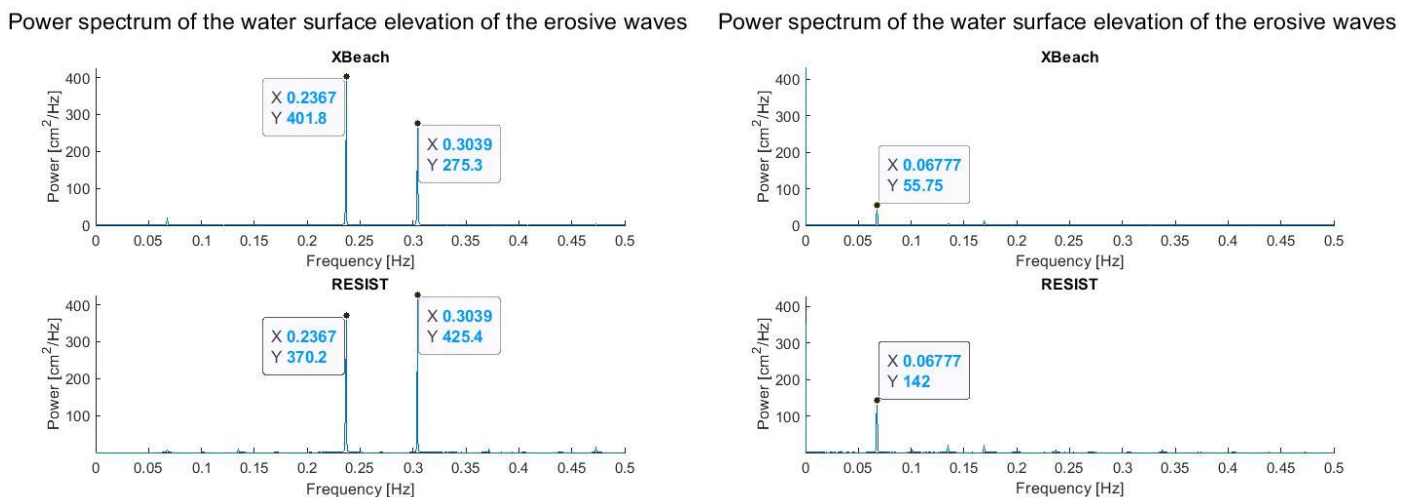 Power spectrum of the water surface elevation of the erosive waves
XBeach
400
300
200
100
0
Power [cm²/Hz]
X 0.2367
Y 401.8
X 0.3039
Y 275.3
0 0.05 0.1 0.15 0.2 0.25 0.3 0.35 0.4 0.45 0.5
Frequency [Hz]
RESIST
400
300
200
100
Power [cm²/Hz]
X 0.2367
Y 370.2
X 0.3039
Y 425.4
0 0.05 0.1 0.15 0.2 0.25 0.3 0.35 0.4 0.45 0.5
Frequency [Hz]
Power spectrum of the water surface elevation of the erosive waves
XBeach
400
300
200
100
0
Power [cm²/Hz]
X 0.06777
Y 55.75
0 0.05 0.1 0.15 0.2 0.25 0.3 0.35 0.4 0.45 0.5
Frequency [Hz]
RESIST
400
300
200
100
Power [cm²/Hz]
X 0.06777
Y 142
0 0.05 0.1 0.15 0.2 0.25 0.3 0.35 0.4 0.45 0.5
Frequency [Hz]